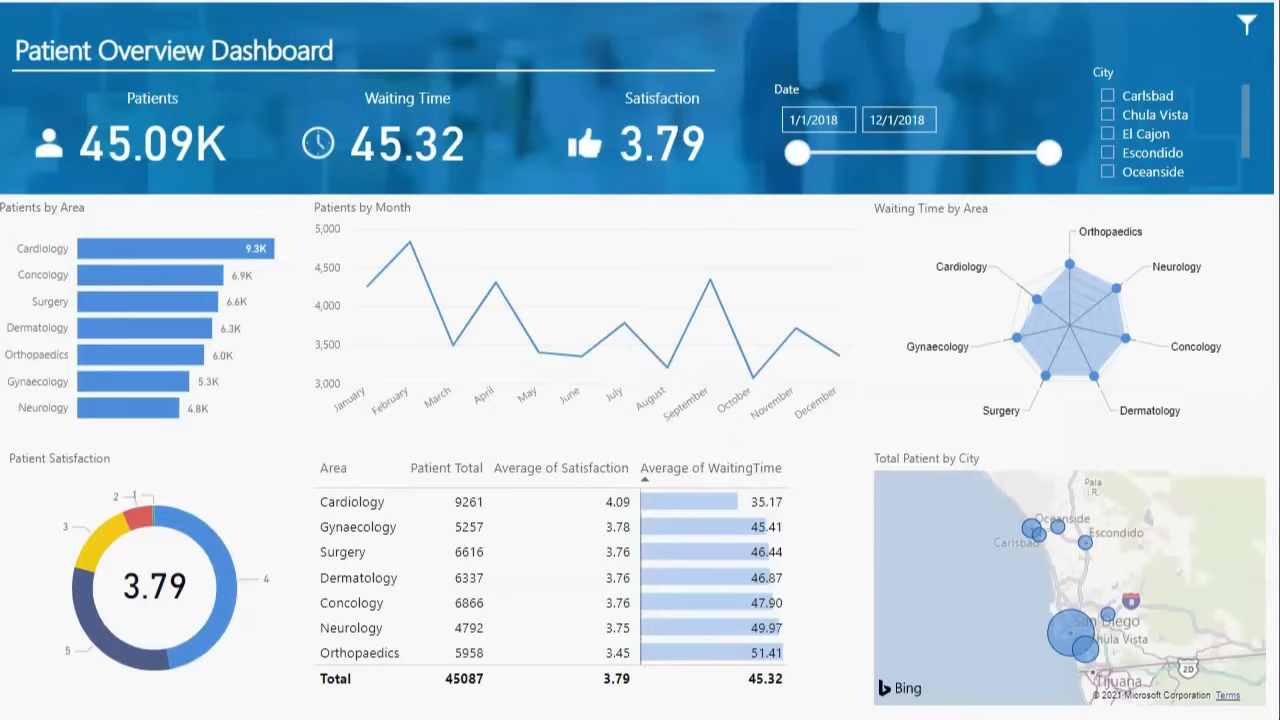 Patient Overview Dashboard
Patients
45.09K
Waiting Time
45.32
Satisfaction
3.79
Date
1/1/2018 12/1/2018
City
Carlsbad
Chula Vista
El Cajon
Escondido
Oceanside
Patients by Area
Cardiology 9.3K
Concology 6.9K
Surgery 6.6K
Dermatology 6.3K
Orthopaedics 6.0K
Gynaecology 5.3K
Neurology 4.8K
Patients by Month
5,000
4,500
4,000
3,500
3,000
January February March April May June July August September October November December
Waiting Time by Area
Orthopaedics
Neurology
Concology
Dermatology
Surgery
Gynaecology
Cardiology
Patient Satisfaction
2 1
3
4
5
3.79
Area Patient Total Average of Satisfaction Average of WaitingTime
Cardiology 9261 4.09 35.17
Gynaecology 5257 3.78 45.41
Surgery 6616 3.76 46.44
Dermatology 6337 3.76 46.87
Concology 6866 3.76 47.90
Neurology 4792 3.75 49.97
Orthopaedics 5958 3.45 51.41
Total 45087 3.79 45.32
Total Patient by City
Pala
I.R.
Oceanside
Escondido
Carlsbad
8
San Diego
Chula Vista
2D
Tijuana
Bing
© 2021 Microsoft Corporation Terms